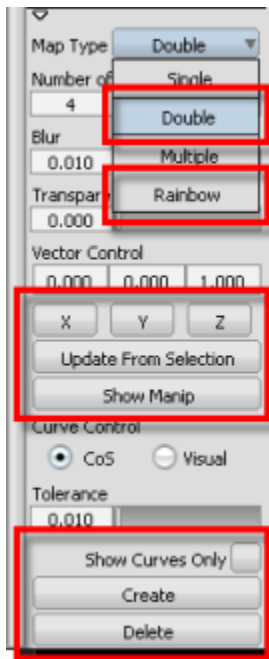 Map Type Double
Number of Single
4 Double
Blur
0.010 Multiple
Transpar Rainbow
0.000
Vector Control
0.000 0.000 1.000
X Y Z
Update From Selection
Show Manip
Curve Control
CoS Visual
Tolerance
0.010
Show Curves Only
Create
Delete